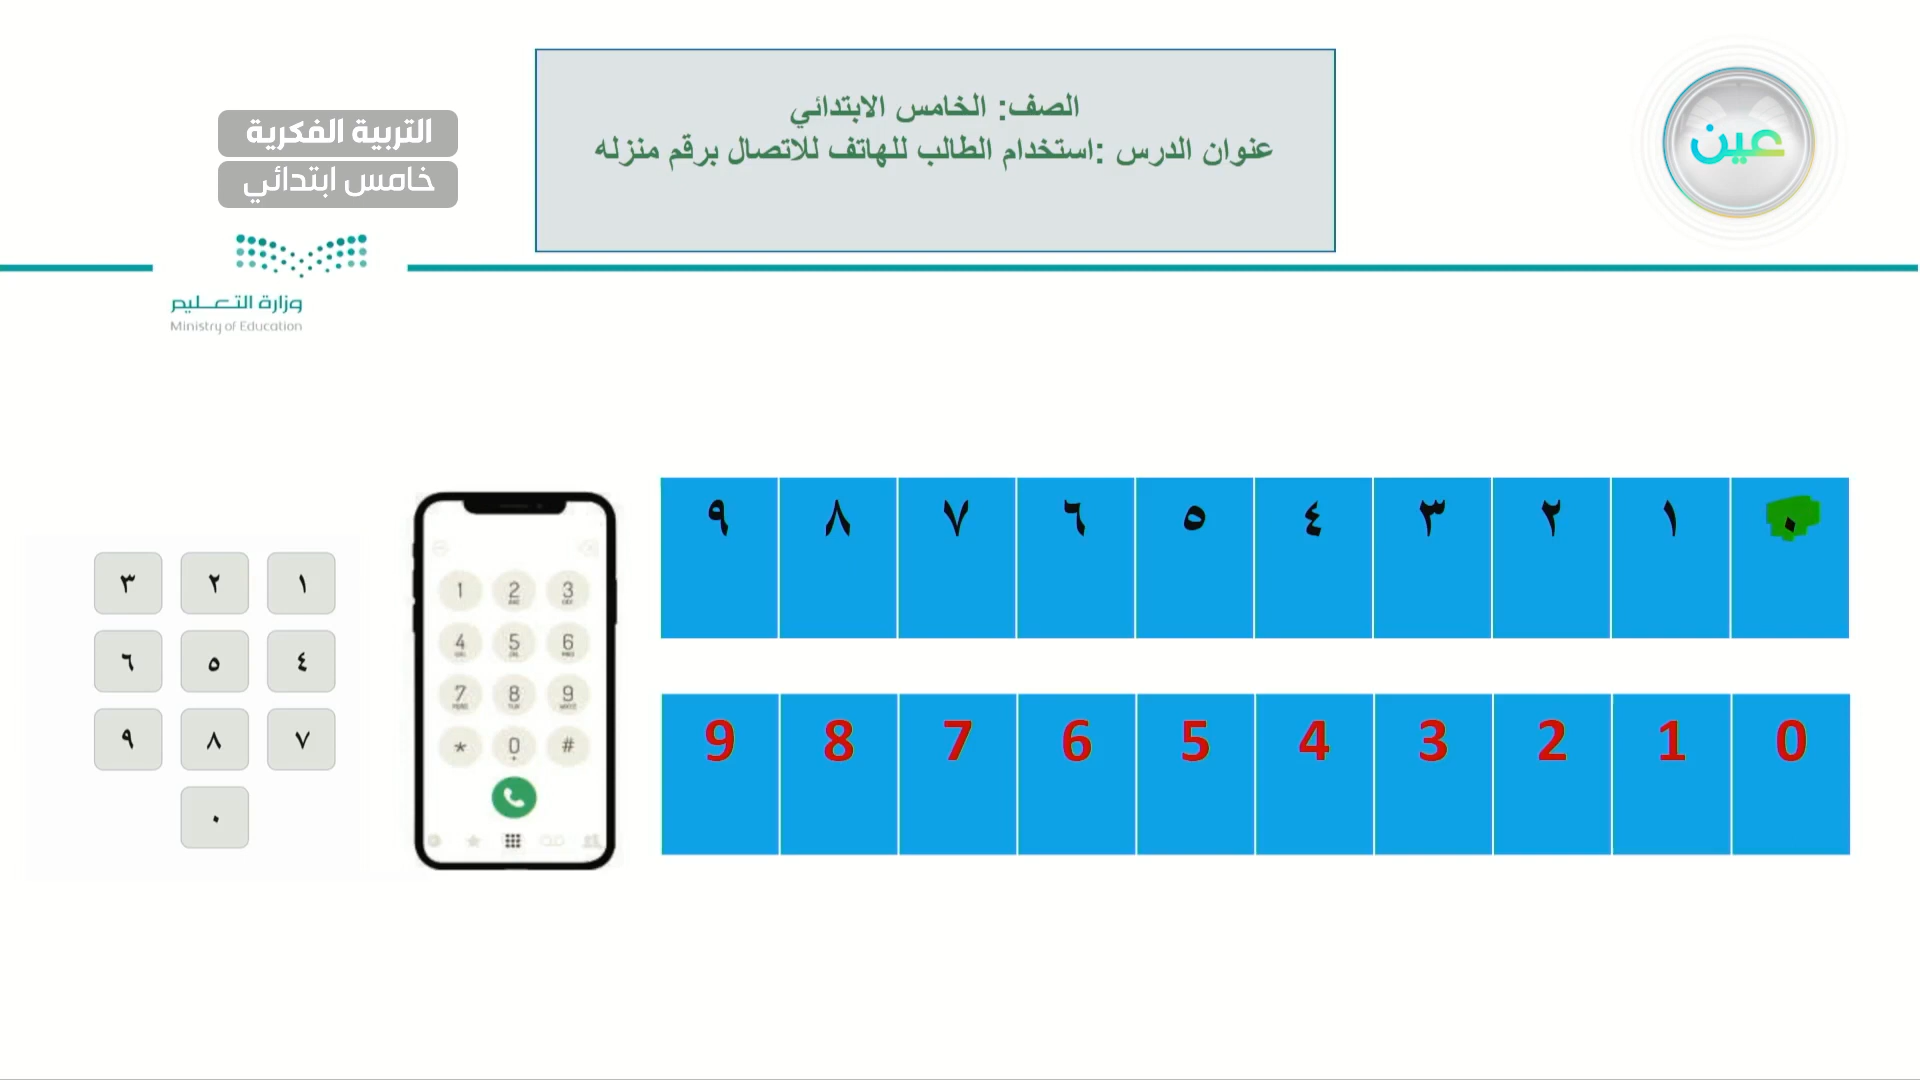 الصف: الخامس الابتدائي
عنوان الدرس :استخدام الطالب للهاتف للاتصال برقم منزله
عين
التربية الفكرية
خامس ابتدائي
وزارة التعليم
Ministry of Education
٠ ١ ٢ ٣ ٤ ٥ ٦ ٧ ٨ ٩
9 8 7 6 5 4 3 2 1 0
1 2 3
4 5 6
7 8 9
* 0 #
+
١ ٢ ٣
٤ ٥ ٦
٧ ٨ ٩
٠